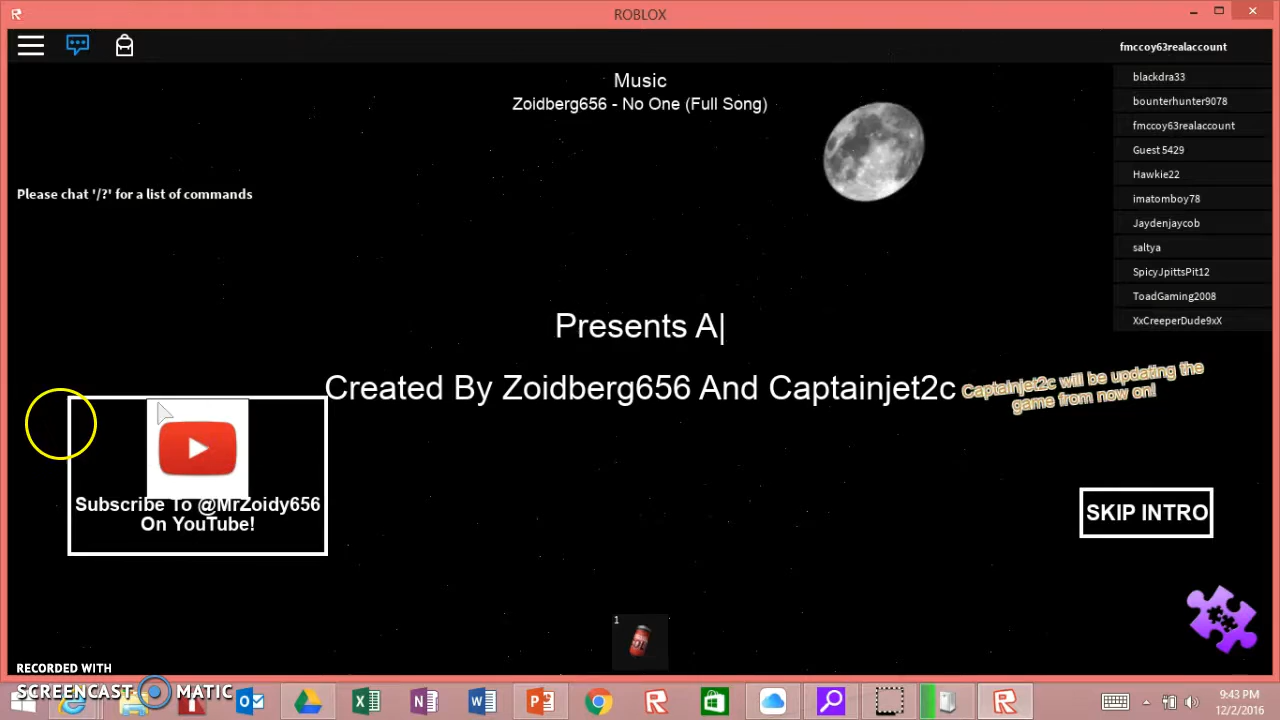 ROBLOX
fmccoy63realaccount
Music
Zoidberg656 - No One (Full Song)
blackdra33
bounterhunter9078
fmccoy63realaccount
Guest 5429
Hawkie22
imatomboy78
Jaydenjaycob
saltya
SpicyJpittsPit12
ToadGaming2008
XxCreeperDude9xX
Please chat '/?' for a list of commands
Presents A|
Created By Zoidberg656 And Captainjet2c
Captainjet2c will be updating the
game from now on!
Subscribe To @MrZoidy656
On YouTube!
SKIP INTRO
1
RECORDED WITH
SCREENCAST MATIC
9:43 PM
12/2/2016